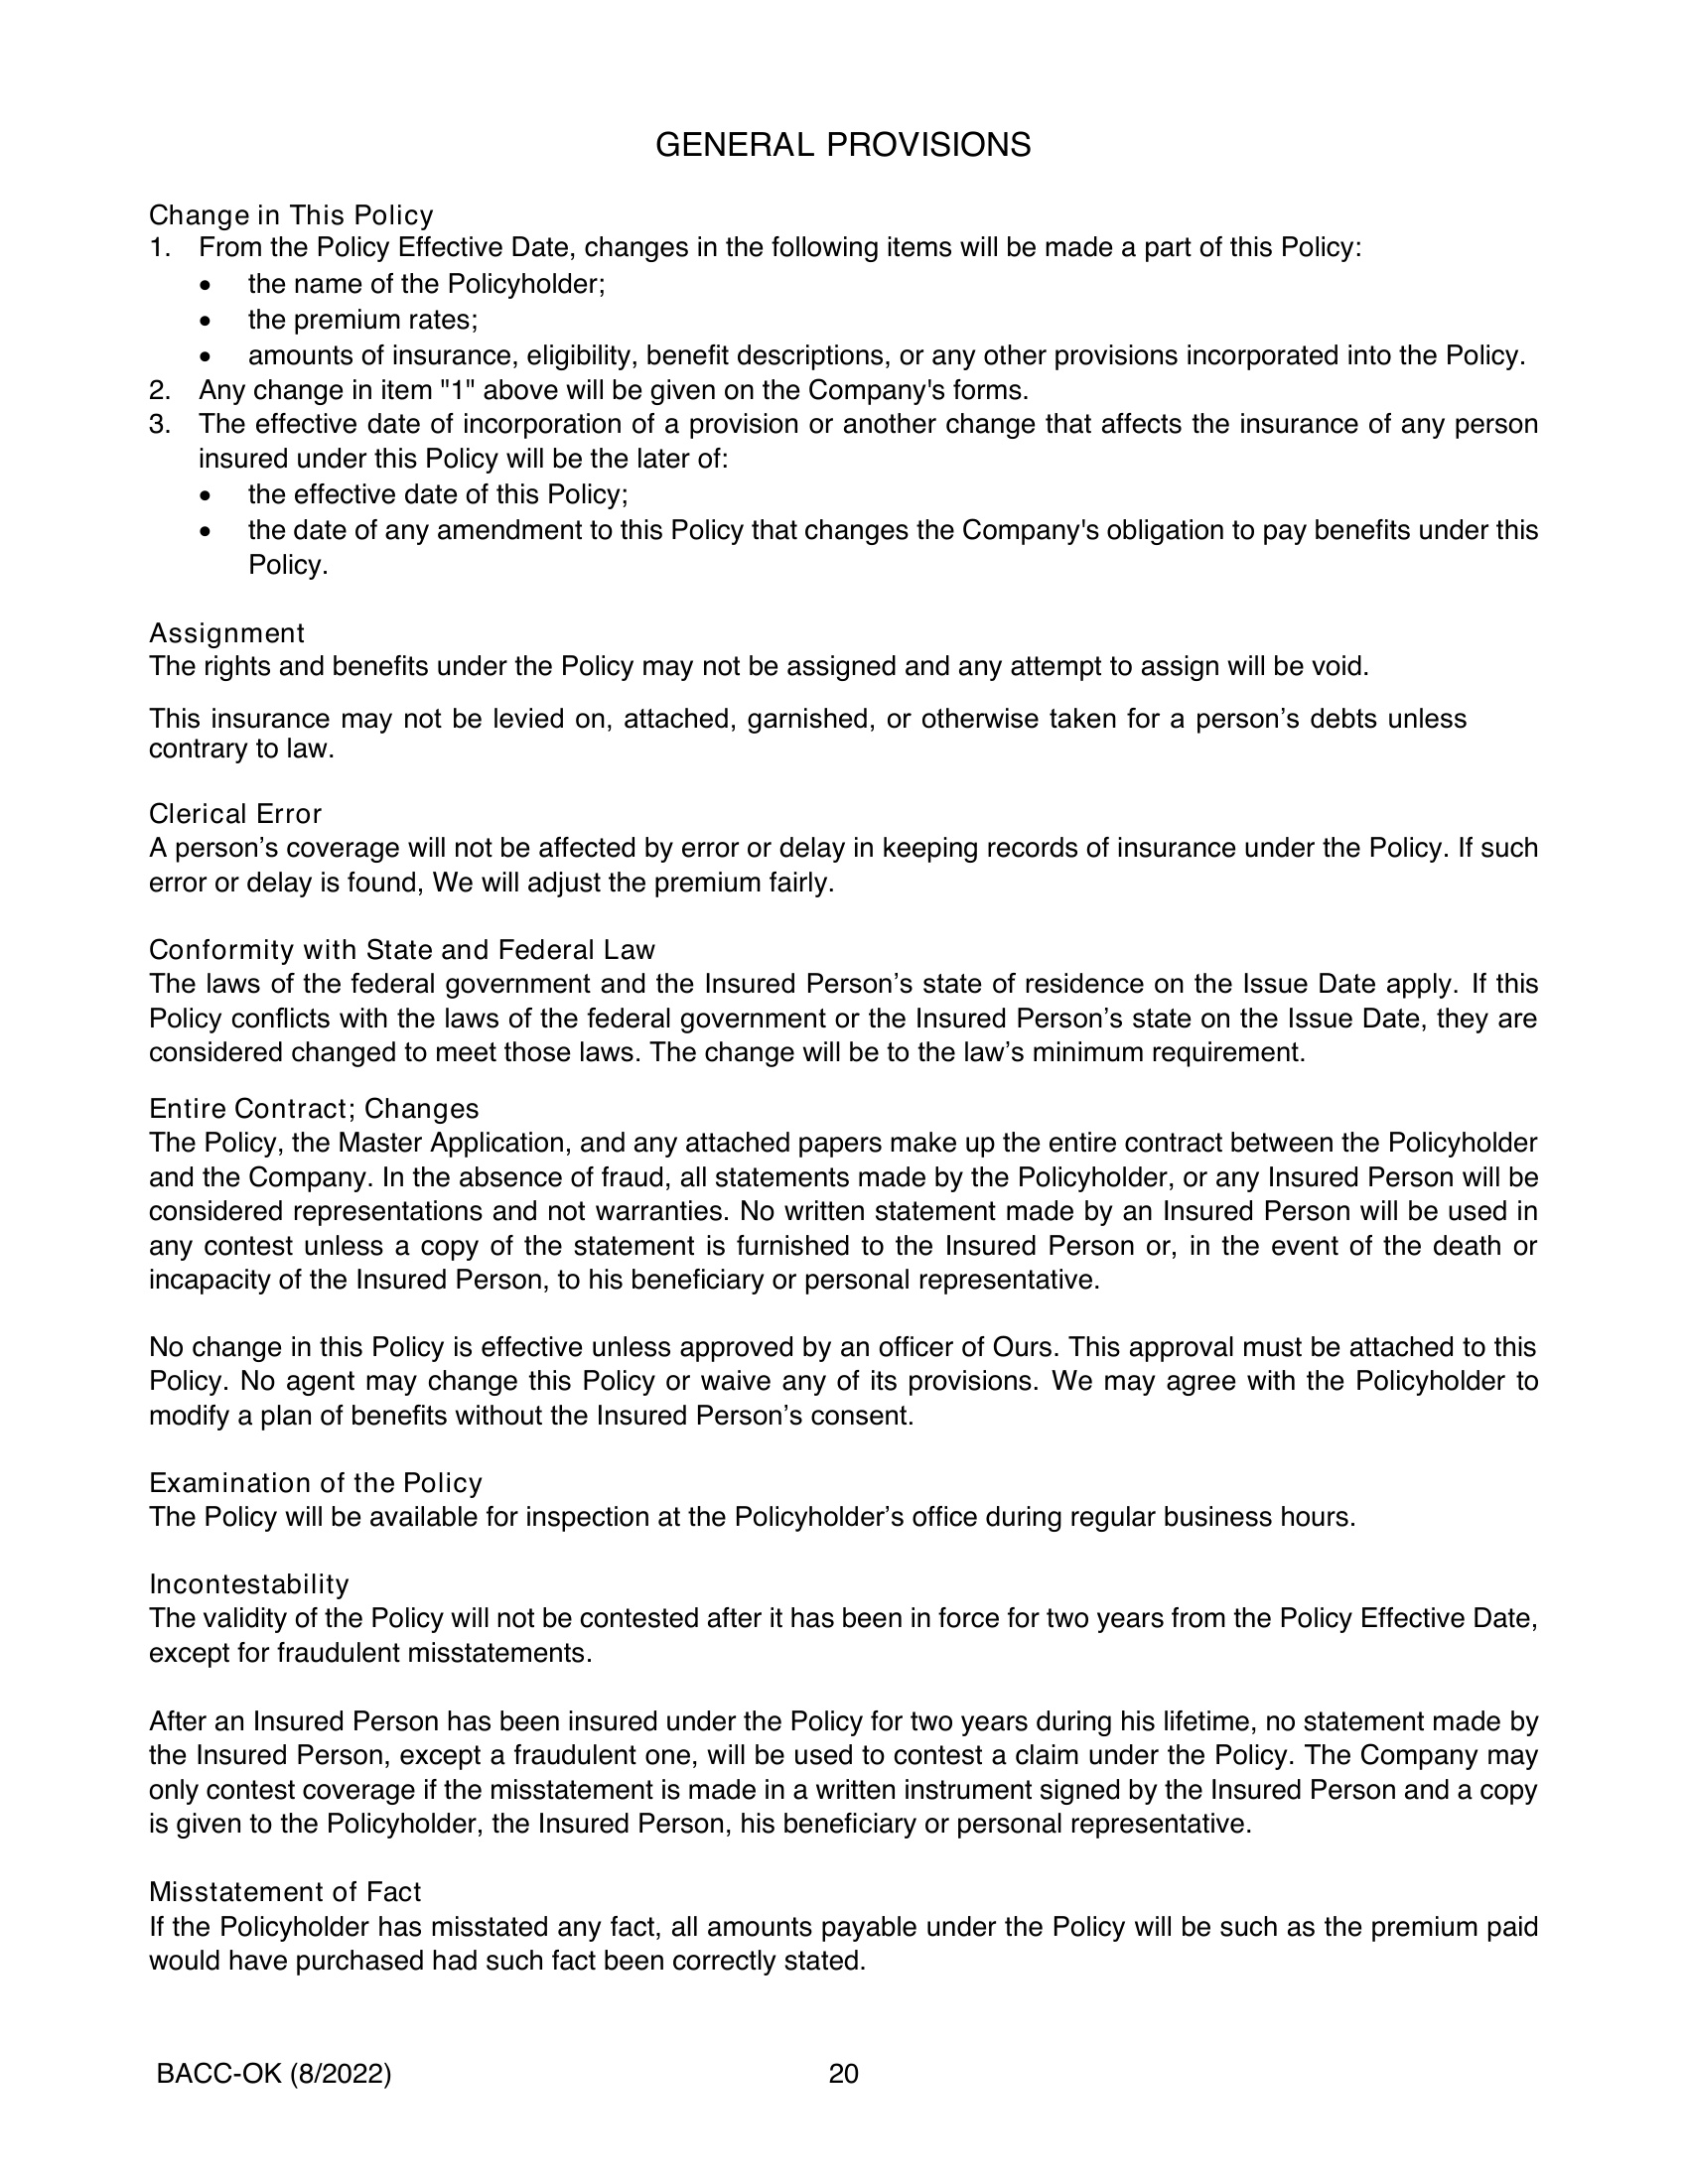 GENERAL PROVISIONS
Change in This Policy
1. From the Policy Effective Date, changes in the following items will be made a part of this Policy:
• the name of the Policyholder;
• the premium rates;
• amounts of insurance, eligibility, benefit descriptions, or any other provisions incorporated into the Policy.
2. Any change in item "1" above will be given on the Company's forms.
3. The effective date of incorporation of a provision or another change that affects the insurance of any person
insured under this Policy will be the later of:
• the effective date of this Policy;
• the date of any amendment to this Policy that changes the Company's obligation to pay benefits under this
Policy.
Assignment
The rights and benefits under the Policy may not be assigned and any attempt to assign will be void.
This insurance may not be levied on, attached, garnished, or otherwise taken for a person’s debts unless
contrary to law.
Clerical Error
A person’s coverage will not be affected by error or delay in keeping records of insurance under the Policy. If such
error or delay is found, We will adjust the premium fairly.
Conformity with State and Federal Law
The laws of the federal government and the Insured Person’s state of residence on the Issue Date apply. If this
Policy conflicts with the laws of the federal government or the Insured Person’s state on the Issue Date, they are
considered changed to meet those laws. The change will be to the law’s minimum requirement.
Entire Contract; Changes
The Policy, the Master Application, and any attached papers make up the entire contract between the Policyholder
and the Company. In the absence of fraud, all statements made by the Policyholder, or any Insured Person will be
considered representations and not warranties. No written statement made by an Insured Person will be used in
any contest unless a copy of the statement is furnished to the Insured Person or, in the event of the death or
incapacity of the Insured Person, to his beneficiary or personal representative.
No change in this Policy is effective unless approved by an officer of Ours. This approval must be attached to this
Policy. No agent may change this Policy or waive any of its provisions. We may agree with the Policyholder to
modify a plan of benefits without the Insured Person’s consent.
Examination of the Policy
The Policy will be available for inspection at the Policyholder’s office during regular business hours.
Incontestability
The validity of the Policy will not be contested after it has been in force for two years from the Policy Effective Date,
except for fraudulent misstatements.
After an Insured Person has been insured under the Policy for two years during his lifetime, no statement made by
the Insured Person, except a fraudulent one, will be used to contest a claim under the Policy. The Company may
only contest coverage if the misstatement is made in a written instrument signed by the Insured Person and a copy
is given to the Policyholder, the Insured Person, his beneficiary or personal representative.
Misstatement of Fact
If the Policyholder has misstated any fact, all amounts payable under the Policy will be such as the premium paid
would have purchased had such fact been correctly stated.
BACC-OK (8/2022) 20